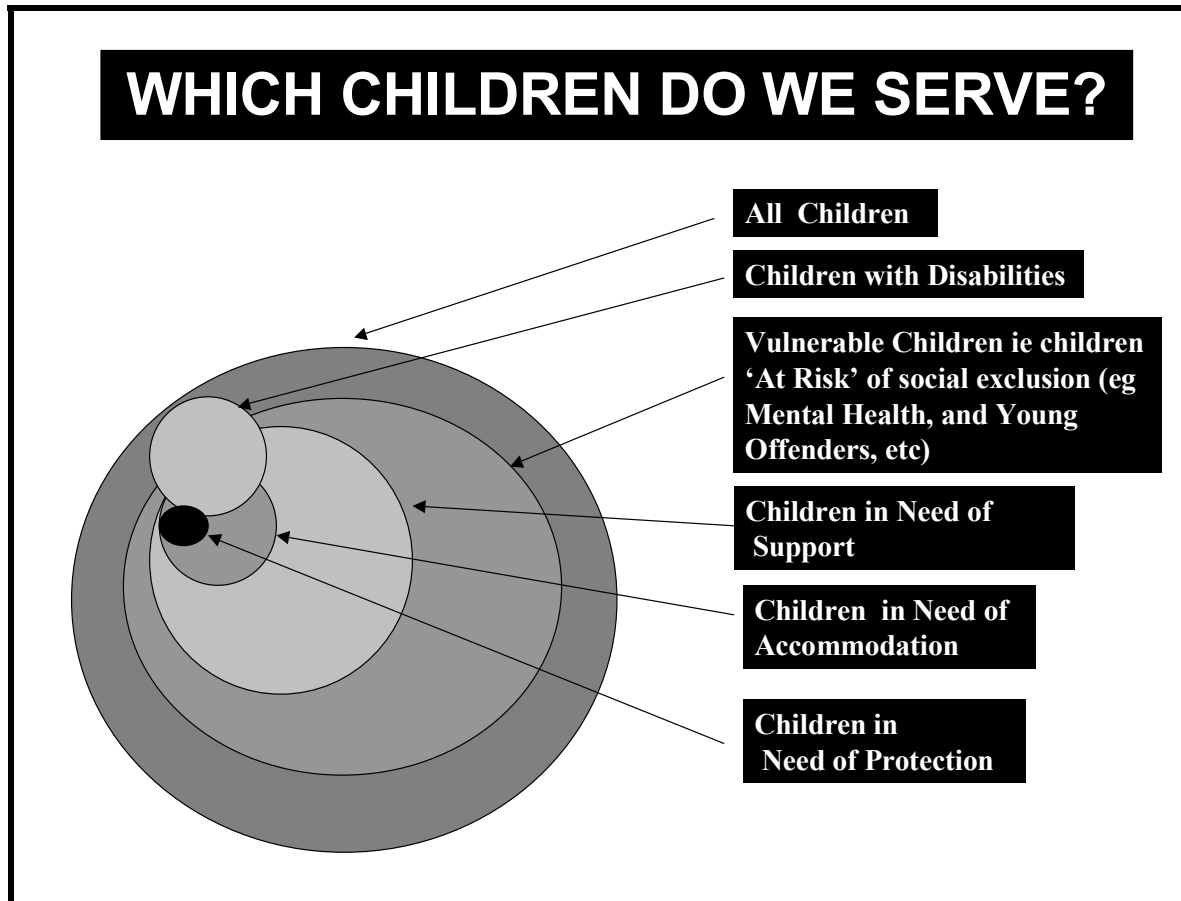 WHICH CHILDREN DO WE SERVE?
All Children
Children with Disabilities
Vulnerable Children ie children
‘At Risk’ of social exclusion (eg
Mental Health, and Young
Offenders, etc)
Children in Need of
Support
Children in Need of
Accommodation
Children in
Need of Protection